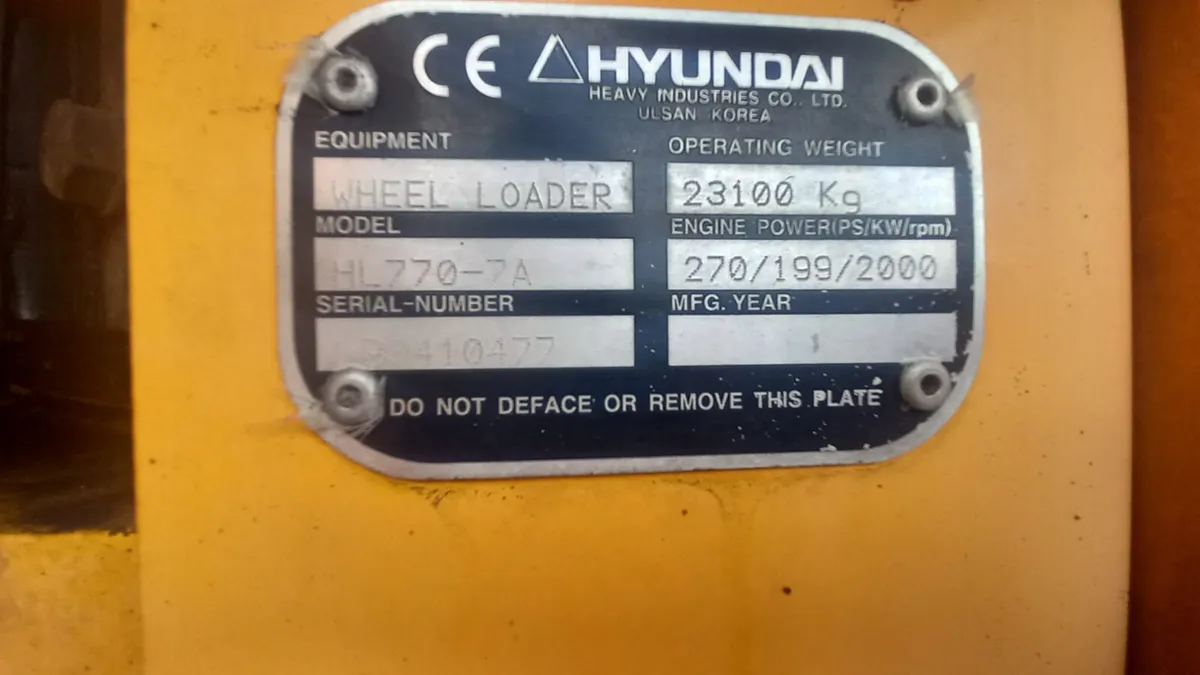 CE HYUNDAI
HEAVY INDUSTRIES CO., LTD.
ULSAN KOREA
EQUIPMENT
WHEEL LOADER
OPERATING WEIGHT
23100 Kg
MODEL
HL770-7A
ENGINE POWER(PS/KW/rpm)
270/199/2000
SERIAL-NUMBER
MFG. YEAR
DO NOT DEFACE OR REMOVE THIS PLATE